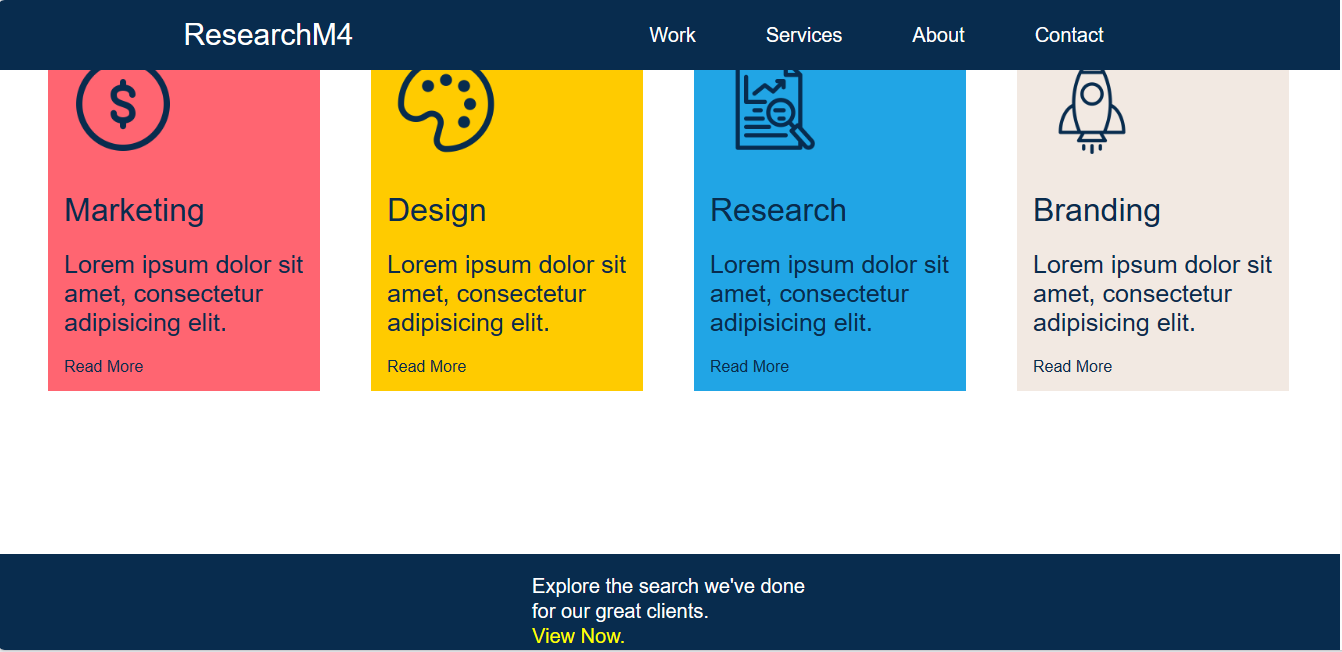 ResearchM4
Work
Services
About
Contact
$
Marketing
Lorem ipsum dolor sit
amet, consectetur
adipisicing elit.
Read More
Design
Lorem ipsum dolor sit
amet, consectetur
adipisicing elit.
Read More
Research
Lorem ipsum dolor sit
amet, consectetur
adipisicing elit.
Read More
Branding
Lorem ipsum dolor sit
amet, consectetur
adipisicing elit.
Read More
Explore the search we've done
for our great clients.
View Now.